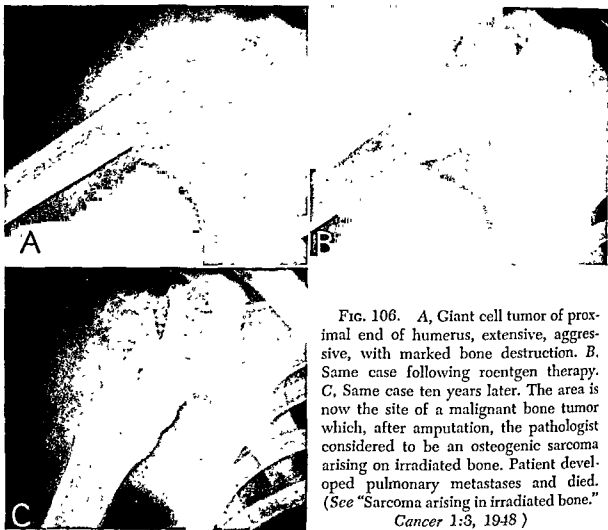 A
B
C
FIG. 106. A, Giant cell tumor of prox-
imal end of humerus, extensive, aggres-
sive, with marked bone destruction. B,
Same case following roentgen therapy.
C, Same case ten years later. The area is
now the site of a malignant bone tumor
which, after amputation, the pathologist
considered to be an osteogenic sarcoma
arising on irradiated bone. Patient devel-
oped pulmonary metastases and died.
(See "Sarcoma arising in irradiated bone."
Cancer 1:3, 1948 )